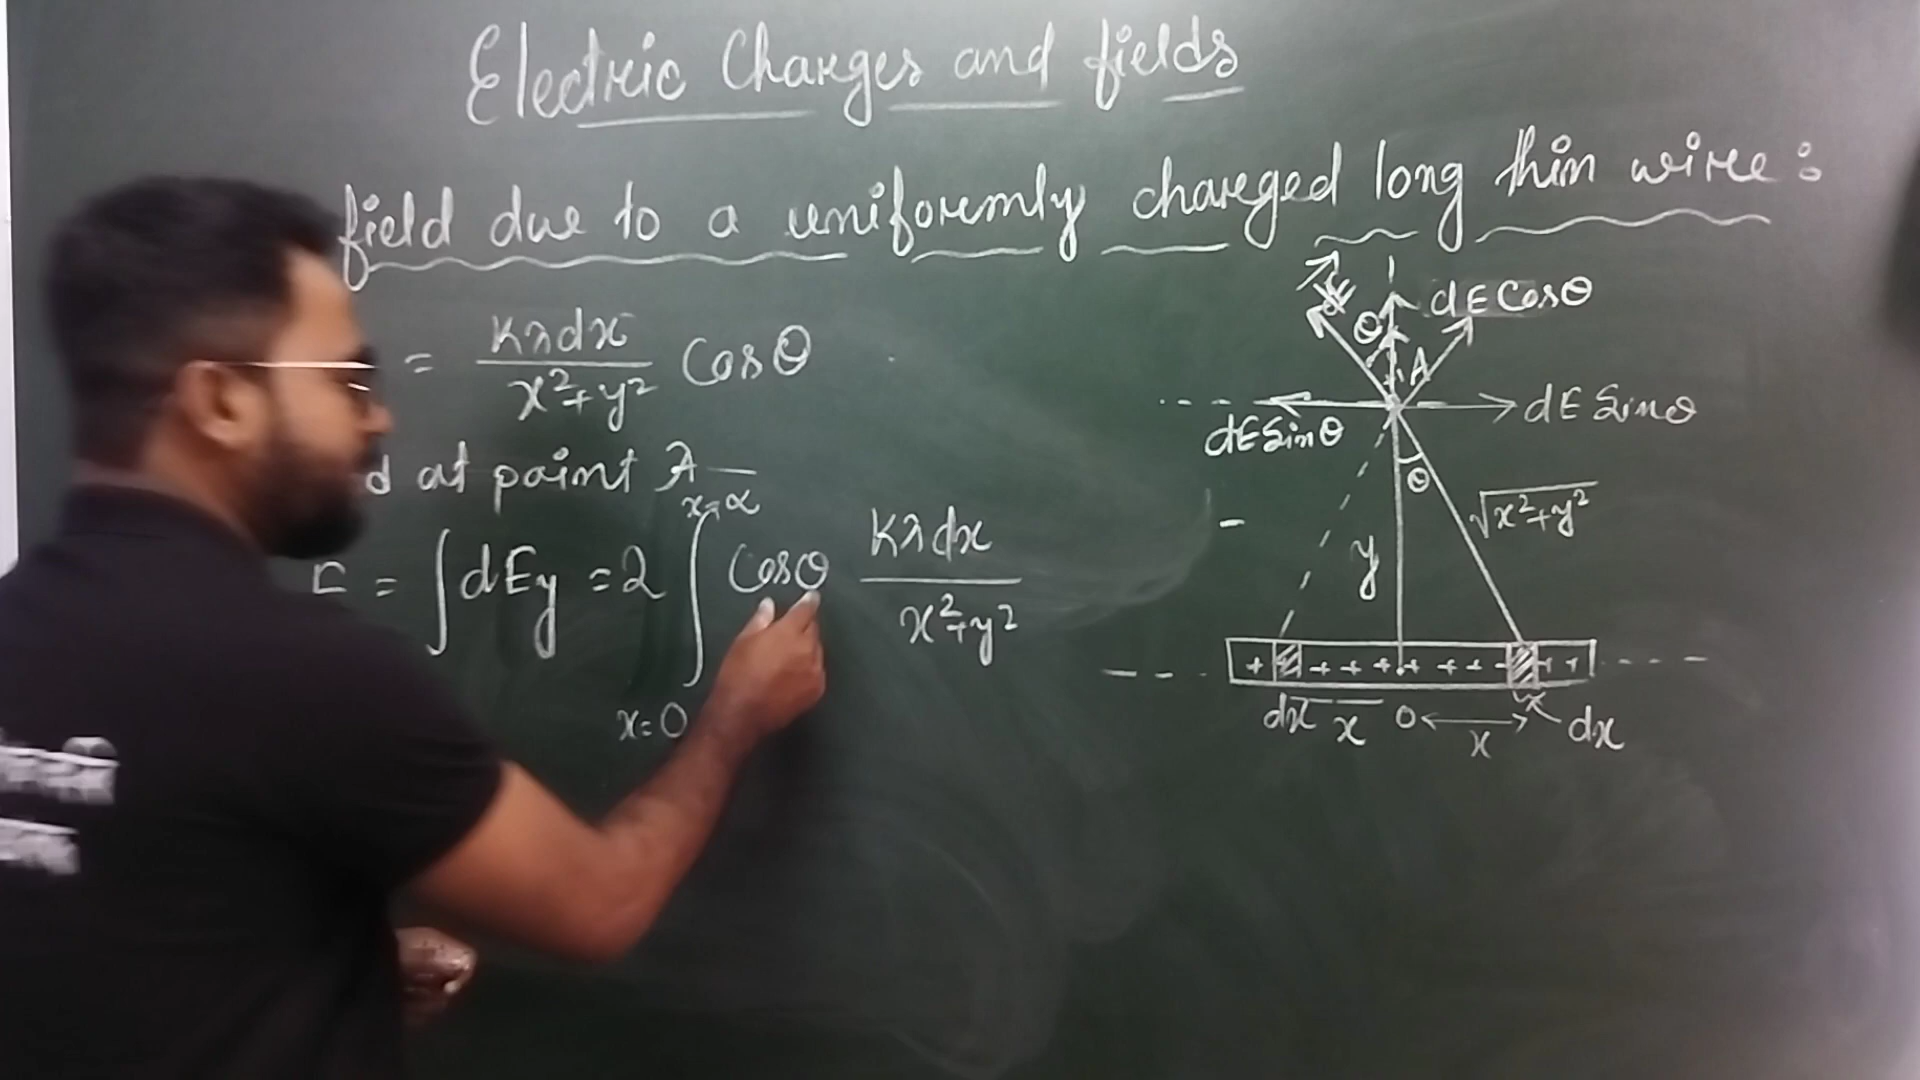 Electric Charges and fields
field due to a uniformly charged long thin wire :
= Kλdx / x²+y² Cosθ
d at point A —
E = ∫ dEy = 2 ∫ x=0 x=α Cosθ Kλdx / x²+y²
dE Cosθ
θ
A
dE Sinθ
dE Sinθ
θ
√x²+y²
y
+ + + + + + + + +
dx x 0 x dx